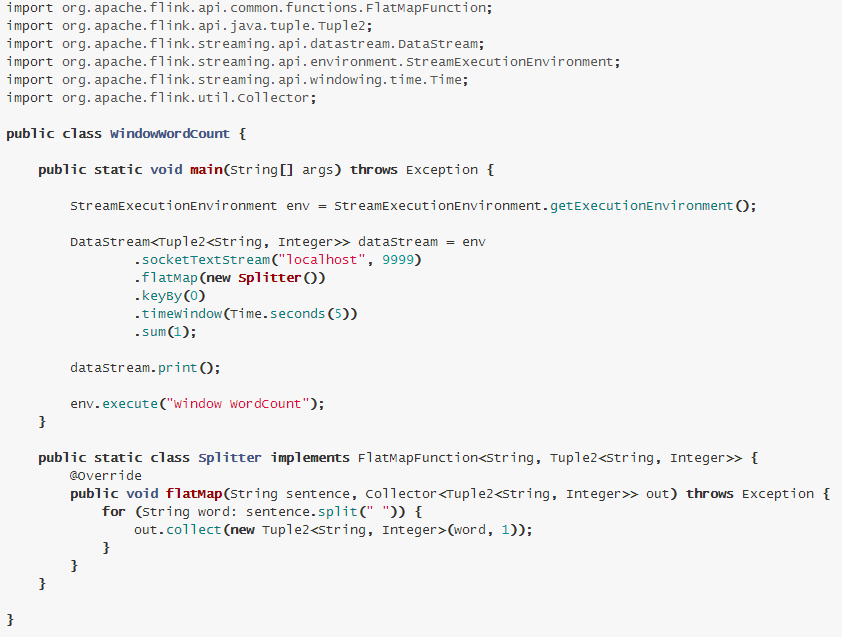 import org.apache.flink.api.common.functions.FlatMapFunction;
import org.apache.flink.api.java.tuple.Tuple2;
import org.apache.flink.streaming.api.datastream.DataStream;
import org.apache.flink.streaming.api.environment.StreamExecutionEnvironment;
import org.apache.flink.streaming.api.windowing.time.Time;
import org.apache.flink.util.Collector;

public class WindowWordCount {

    public static void main(String[] args) throws Exception {

        StreamExecutionEnvironment env = StreamExecutionEnvironment.getExecutionEnvironment();

        DataStream<Tuple2<String, Integer>> dataStream = env
                .socketTextStream("localhost", 9999)
                .flatMap(new Splitter())
                .keyBy(0)
                .timeWindow(Time.seconds(5))
                .sum(1);

        dataStream.print();

        env.execute("Window WordCount");
    }

    public static class Splitter implements FlatMapFunction<String, Tuple2<String, Integer>> {
        @Override
        public void flatMap(String sentence, Collector<Tuple2<String, Integer>> out) throws Exception {
            for (String word: sentence.split(" ")) {
                out.collect(new Tuple2<String, Integer>(word, 1));
            }
        }
    }

}